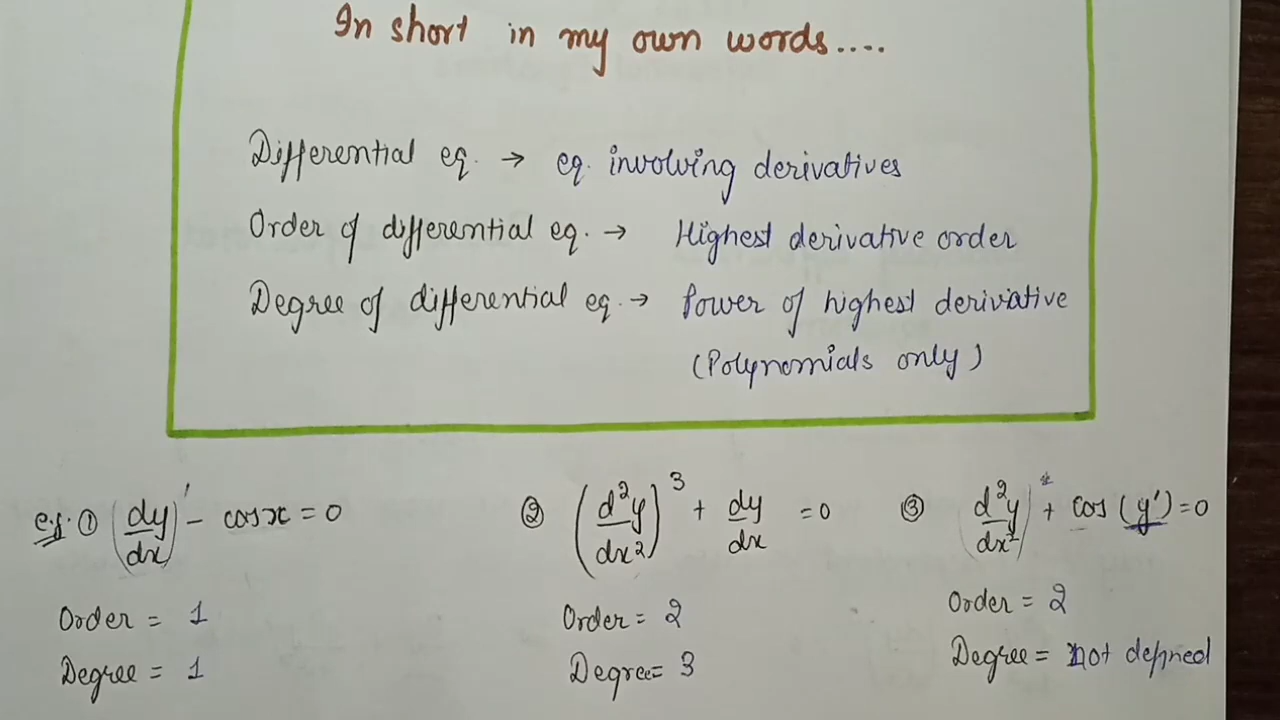 In short in my own words....
Differential eq. → eq. involving derivatives
Order of differential eq. → Highest derivative order
Degree of differential eq. → Power of highest derivative
(Polynomials only)
e.g. ① (dy/dx)' - cosx = 0
② (d²y/dx²)³ + dy/dx = 0
③ d²y/dx² + cos (y') = 0
Order = 1
Degree = 1
Order = 2
Degree = 3
Order = 2
Degree = not defined